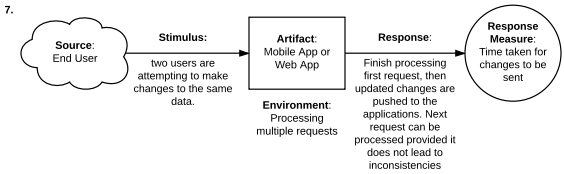 7.
Source:
End User
Stimulus:
two users are
attempting to make
changes to the same
data.
Artifact:
Mobile App or
Web App
Environment:
Processing
multiple requests
Response:
Finish processing
first request, then
updated changes are
pushed to the
applications. Next
request can be
processed provided it
does not lead to
inconsistencies
Response
Measure:
Time taken for
changes to be
sent